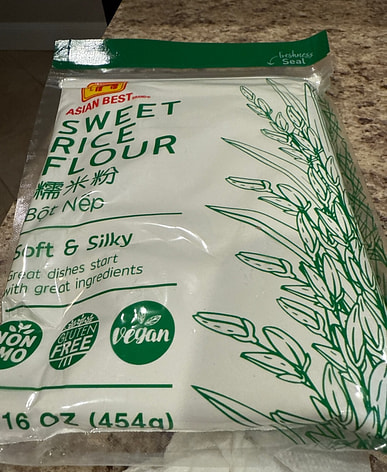 freshness
Seal
ASIAN BEST
SWEET
RICE
FLOUR
糯米粉
Bột Nếp
Soft & Silky
Great dishes start
with great ingredients
NON
GMO
GLUTEN
FREE
Vegan
16 OZ (454g)